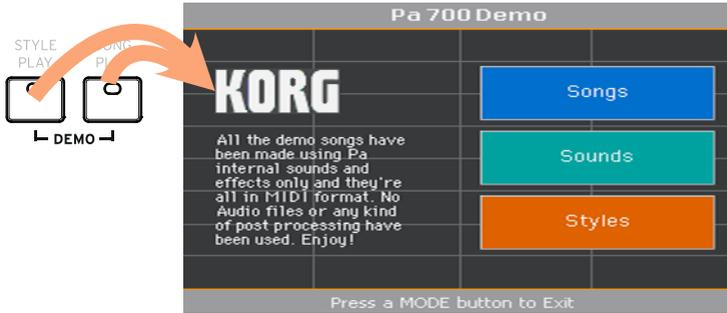 Pa700 Demo
STYLE
PLAY
KORG
Songs
All the demo songs have
been made using Pa
internal sounds and
effects only and they're
all in MIDI format. No
Audio files or any kind
of post processing have
been used. Enjoy!
Sounds
Styles
DEMO
Press a MODE button to Exit